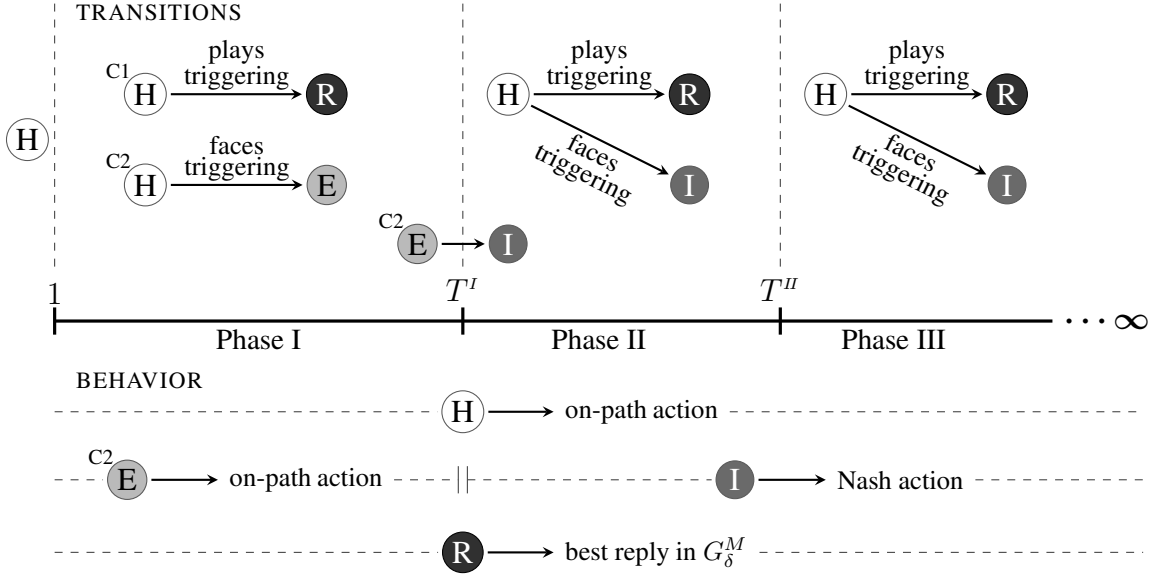 TRANSITIONS
plays triggering
plays triggering
plays triggering
C1 H R
H R
H R
H
faces triggering
faces triggering
faces triggering
C2 H E
I
I
C2 E I
1 T^I T^II
Phase I Phase II Phase III ··· ∞
BEHAVIOR
H on-path action
C2 E on-path action I Nash action
R best reply in G_δ^M